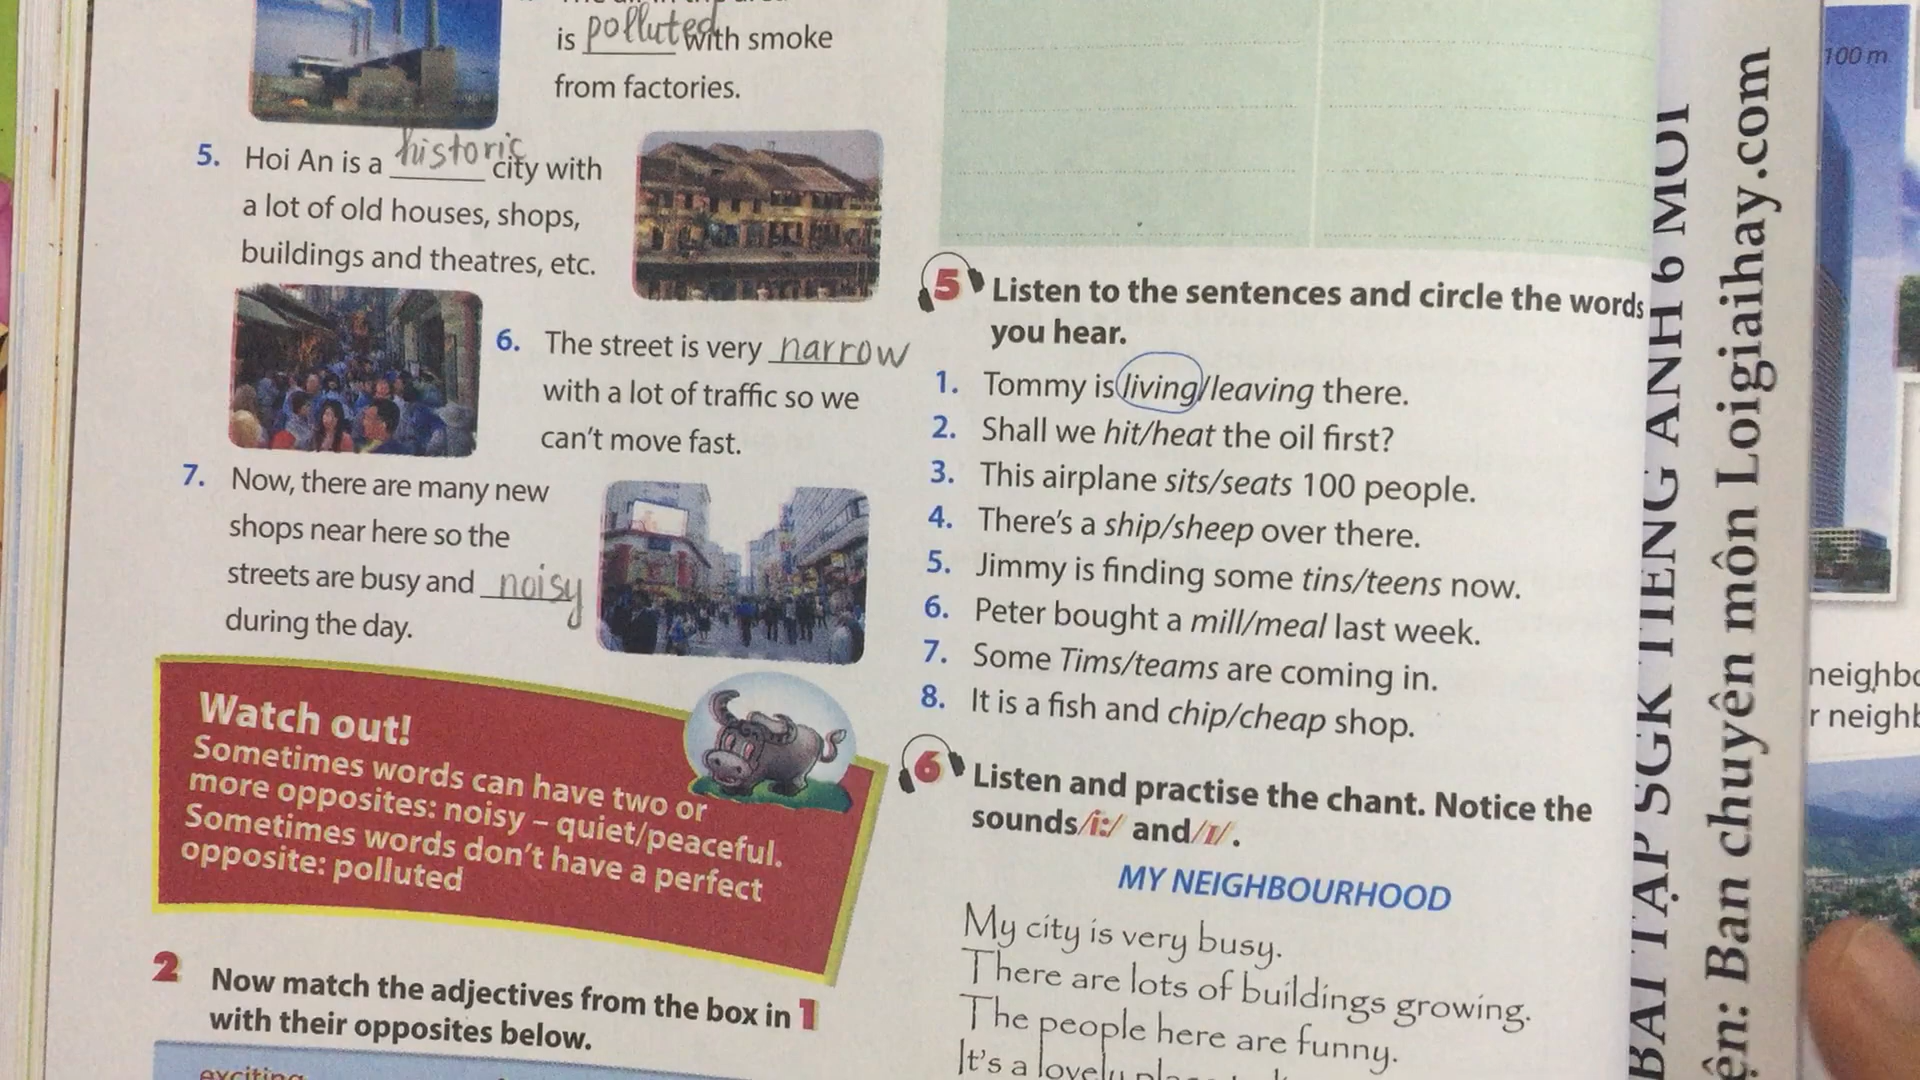 is polluted with smoke
from factories.
5. Hoi An is a historic city with
a lot of old houses, shops,
buildings and theatres, etc.
6. The street is very narrow
with a lot of traffic so we
can't move fast.
7. Now, there are many new
shops near here so the
streets are busy and noisy
during the day.
Watch out!
Sometimes words can have two or
more opposites: noisy – quiet/peaceful.
Sometimes words don't have a perfect
opposite: polluted
2 Now match the adjectives from the box in 1
with their opposites below.
exciting
5 Listen to the sentences and circle the words
you hear.
1. Tommy is living/leaving there.
2. Shall we hit/heat the oil first?
3. This airplane sits/seats 100 people.
4. There's a ship/sheep over there.
5. Jimmy is finding some tins/teens now.
6. Peter bought a mill/meal last week.
7. Some Tims/teams are coming in.
8. It is a fish and chip/cheap shop.
6 Listen and practise the chant. Notice the
sounds /i:/ and /ɪ/.
MY NEIGHBOURHOOD
My city is very busy.
There are lots of buildings growing.
The people here are funny.
It's a lovely
BÀI TẬP SGK TIẾNG ANH 6 MỚI
Ban chuyên môn Loigiaihay.com
100 m